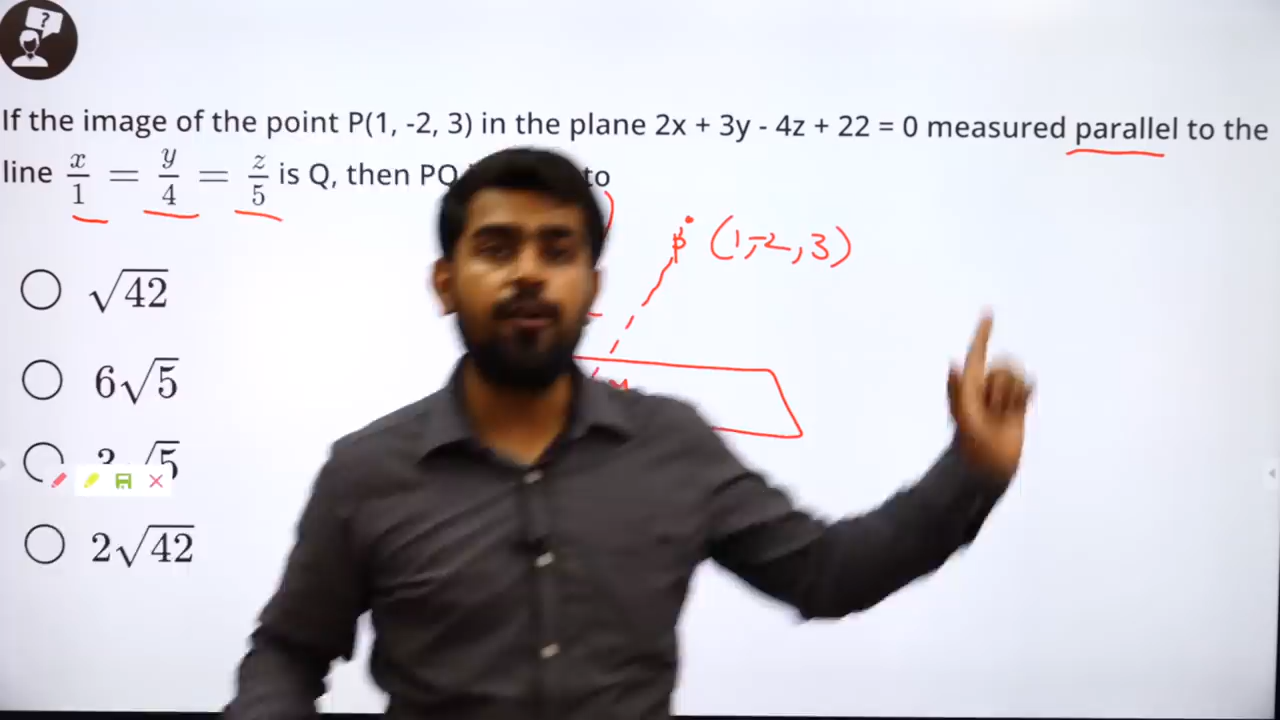 ?
If the image of the point P(1, -2, 3) in the plane 2x + 3y - 4z + 22 = 0 measured parallel to the
line x/1 = y/4 = z/5 is Q, then PQ to
P (1, -2, 3)
√42
6√5
√5
2√42